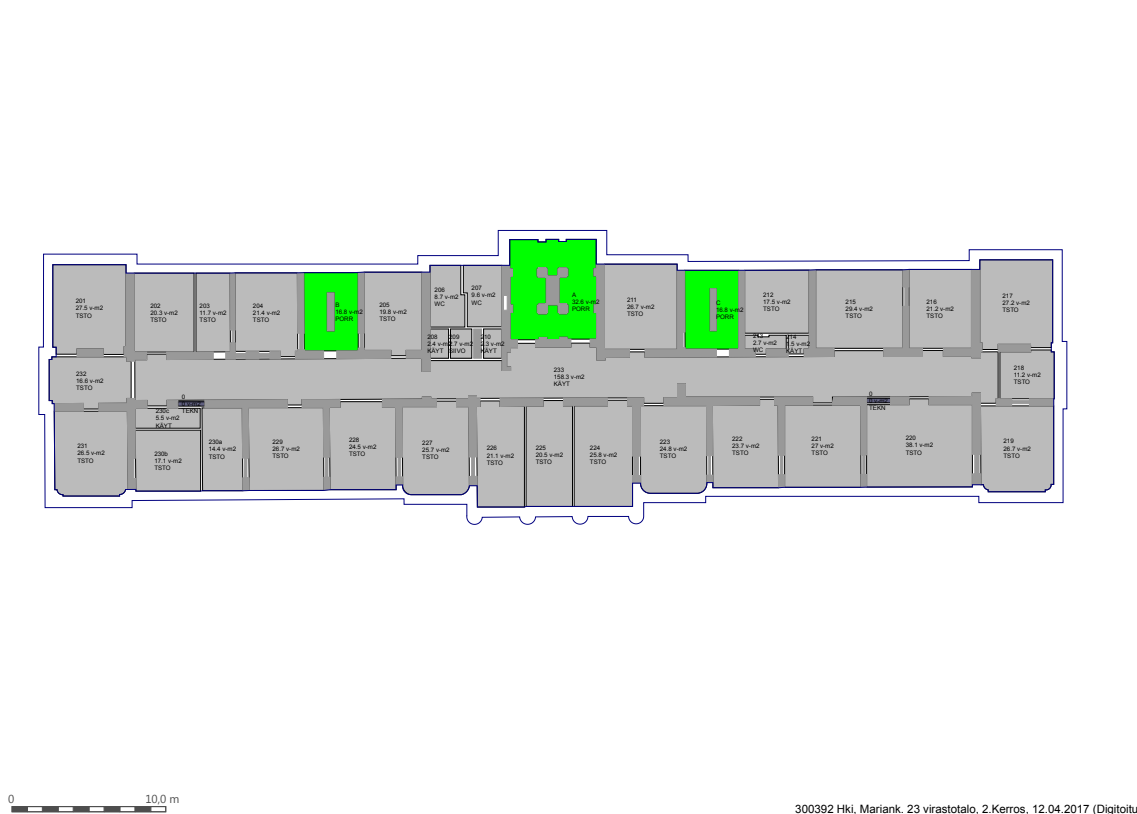 201
27.5 v-m2
TSTO
202
20.3 v-m2
TSTO
203
11.7 v-m2
TSTO
204
21.4 v-m2
TSTO
B
16.8 v-m2
PORR
205
19.8 v-m2
TSTO
206
8.7 v-m2
WC
207
9.6 v-m2
WC
208
2.4 v-m2
KÄYT
209
2.7 v-m2
SIIVO
210
2.3 v-m2
KÄYT
A
32.6 v-m2
PORR
211
26.7 v-m2
TSTO
C
16.8 v-m2
PORR
212
17.5 v-m2
TSTO
2.7 v-m2
WC
214
1.5 v-m2
KÄYT
215
29.4 v-m2
TSTO
216
21.2 v-m2
TSTO
217
27.2 v-m2
TSTO
232
16.6 v-m2
TSTO
233
158.3 v-m2
KÄYT
218
11.2 v-m2
TSTO
0
TEKN
0
TEKN
231
26.5 v-m2
TSTO
230c
5.5 v-m2
KÄYT
230b
17.1 v-m2
TSTO
230a
14.4 v-m2
TSTO
229
26.7 v-m2
TSTO
228
24.5 v-m2
TSTO
227
25.7 v-m2
TSTO
226
21.1 v-m2
TSTO
225
20.5 v-m2
TSTO
224
25.8 v-m2
TSTO
223
24.8 v-m2
TSTO
222
23.7 v-m2
TSTO
221
27 v-m2
TSTO
220
38.1 v-m2
TSTO
219
26.7 v-m2
TSTO
0 10,0 m
300392 Hki, Mariank. 23 virastotalo, 2.Kerros, 12.04.2017 (Digitoitu